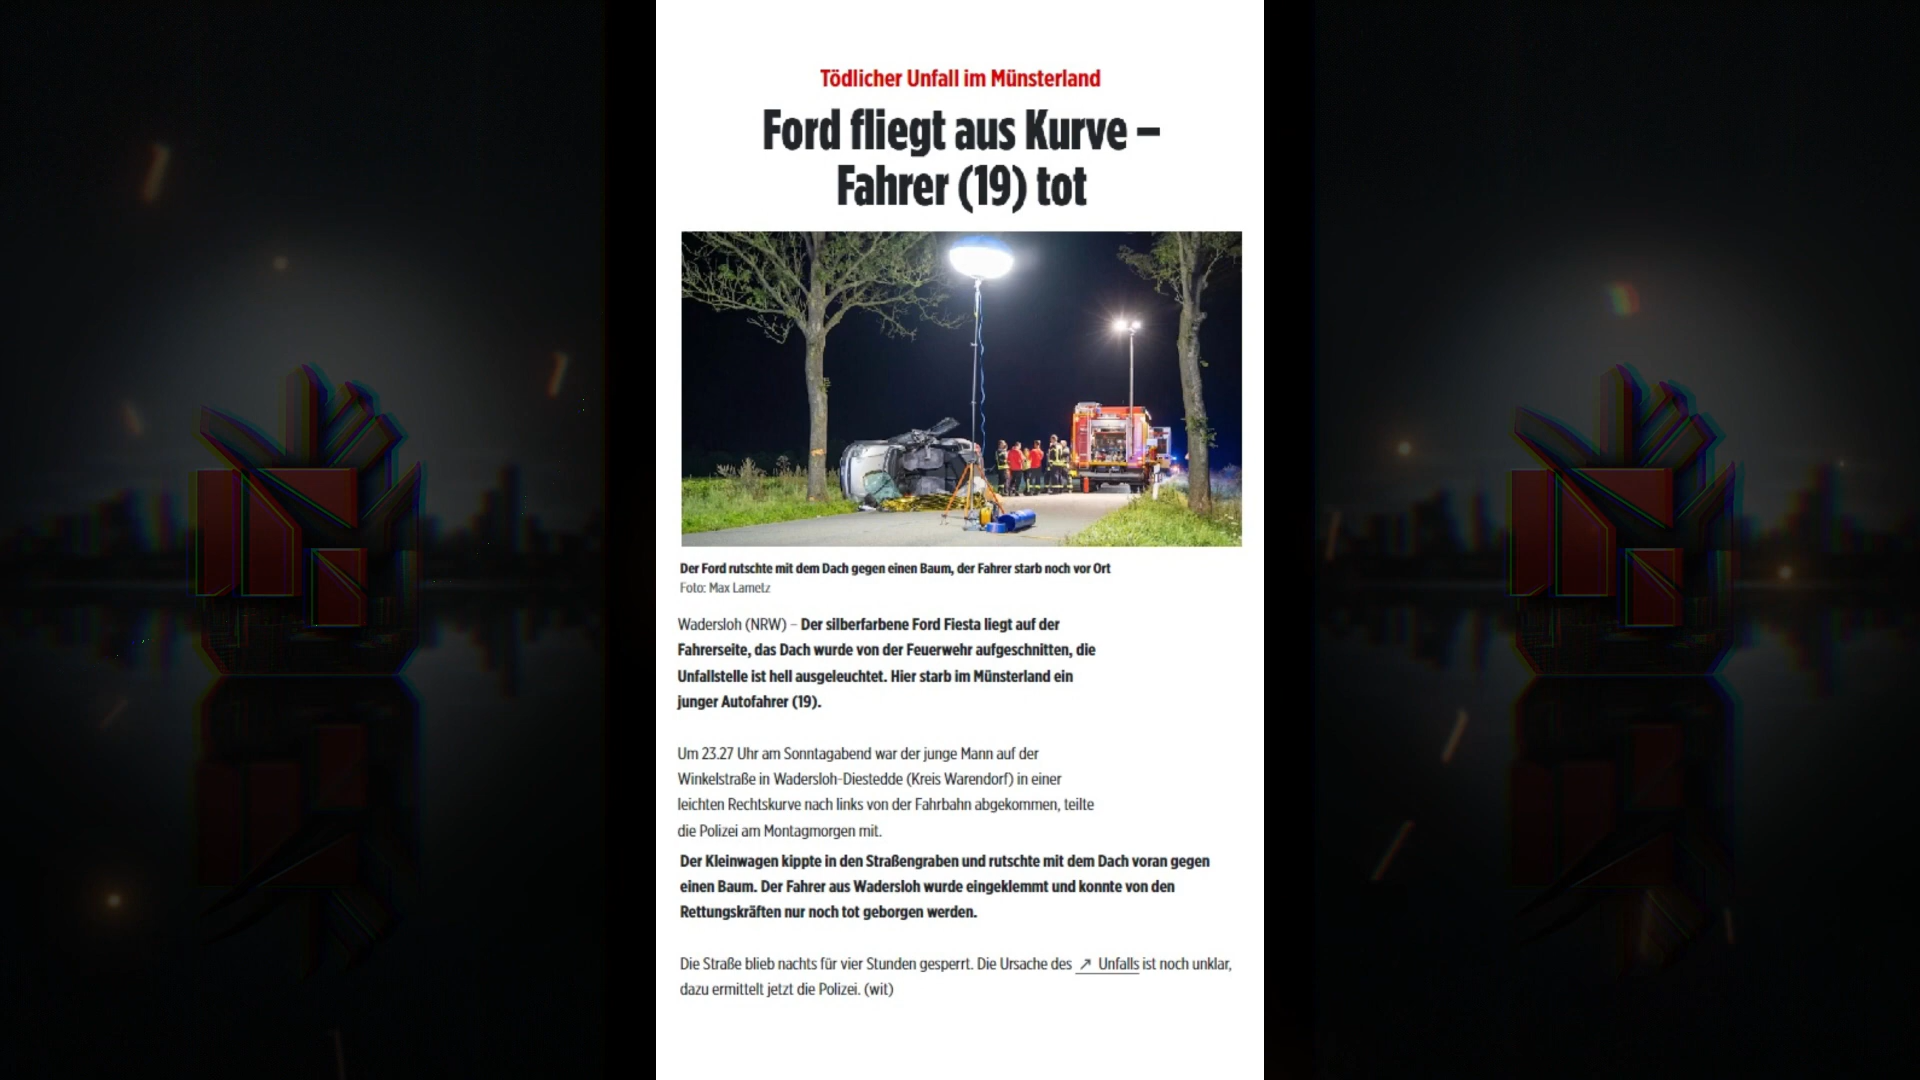 Tödlicher Unfall im Münsterland
Ford fliegt aus Kurve –
Fahrer (19) tot
Der Ford rutschte mit dem Dach gegen einen Baum, der Fahrer starb noch vor Ort
Foto: Max Lametz
Wadersloh (NRW) – Der silberfarbene Ford Fiesta liegt auf der
Fahrerseite, das Dach wurde von der Feuerwehr aufgeschnitten, die
Unfallstelle ist hell ausgeleuchtet. Hier starb im Münsterland ein
junger Autofahrer (19).
Um 23.27 Uhr am Sonntagabend war der junge Mann auf der
Winkelstraße in Wadersloh-Diestedde (Kreis Warendorf) in einer
leichten Rechtskurve nach links von der Fahrbahn abgekommen, teilte
die Polizei am Montagmorgen mit.
Der Kleinwagen kippte in den Straßengraben und rutschte mit dem Dach voran gegen
einen Baum. Der Fahrer aus Wadersloh wurde eingeklemmt und konnte von den
Rettungskräften nur noch tot geborgen werden.
Die Straße blieb nachts für vier Stunden gesperrt. Die Ursache des ↗ Unfalls ist noch unklar,
dazu ermittelt jetzt die Polizei. (wit)